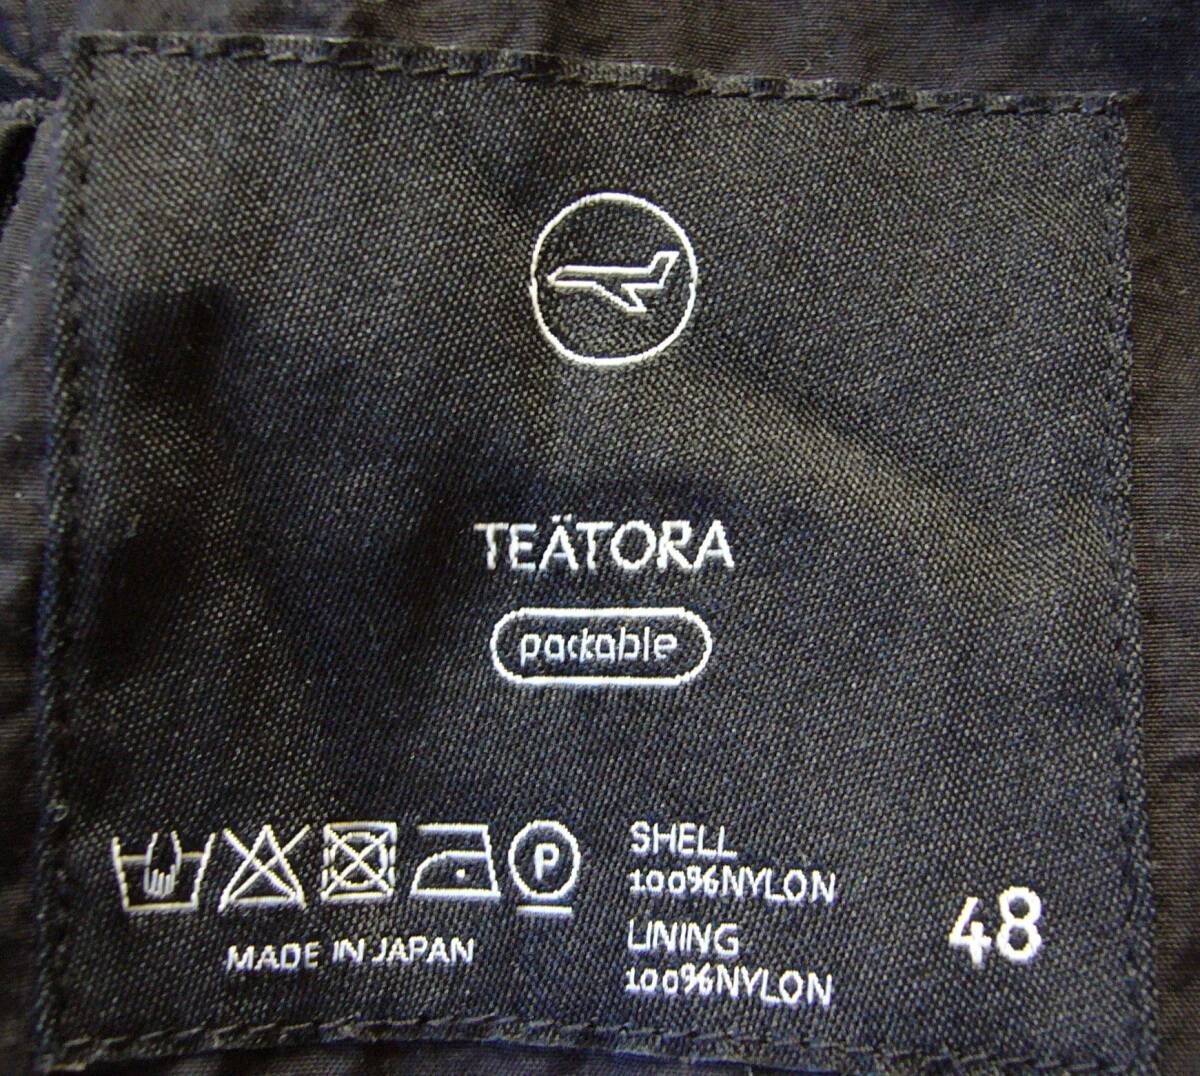 TEÄTORA
packable
P
MADE IN JAPAN
SHELL
100%NYLON
LINING
100%NYLON
48